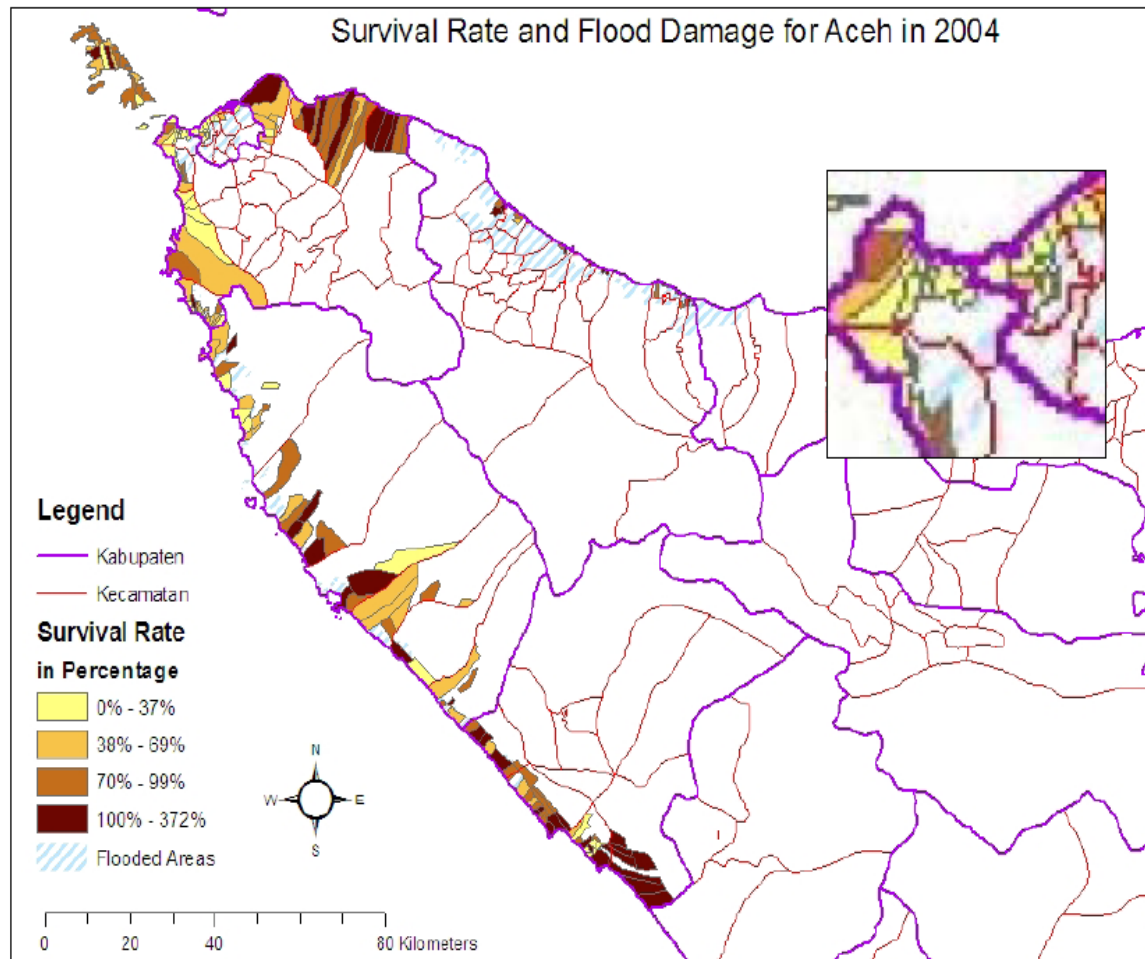 Survival Rate and Flood Damage for Aceh in 2004
Legend
Kabupaten
Kecamatan
Survival Rate
in Percentage
0% - 37%
38% - 69%
70% - 99%
100% - 372%
Flooded Areas
N
W E
S
0 20 40 80 Kilometers